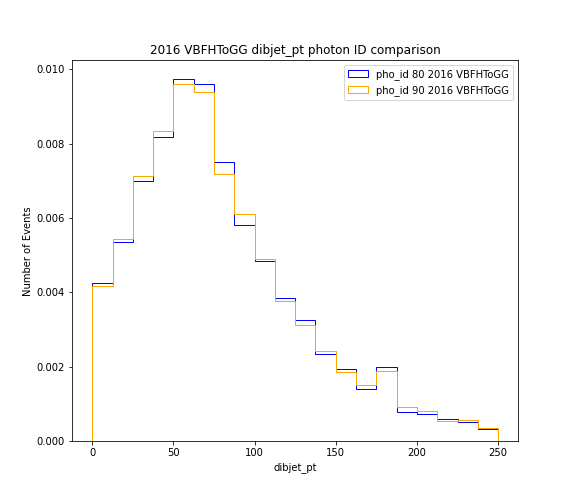 2016 VBFHToGG dibjet_pt photon ID comparison
pho_id 80 2016 VBFHToGG
pho_id 90 2016 VBFHToGG
Number of Events
0.010
0.008
0.006
0.004
0.002
0.000
0
50
100
150
200
250
dibjet_pt